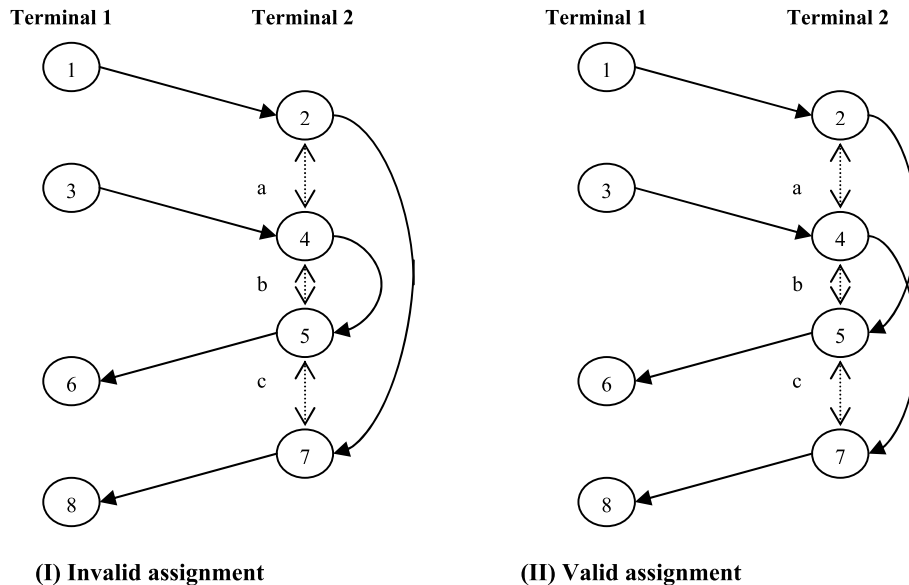 Terminal 1 Terminal 2 Terminal 1 Terminal 2
1 1
2 2
a a
3 3
4 4
b b
5 5
6 c 6 c
7 7
8 8
(I) Invalid assignment (II) Valid assignment